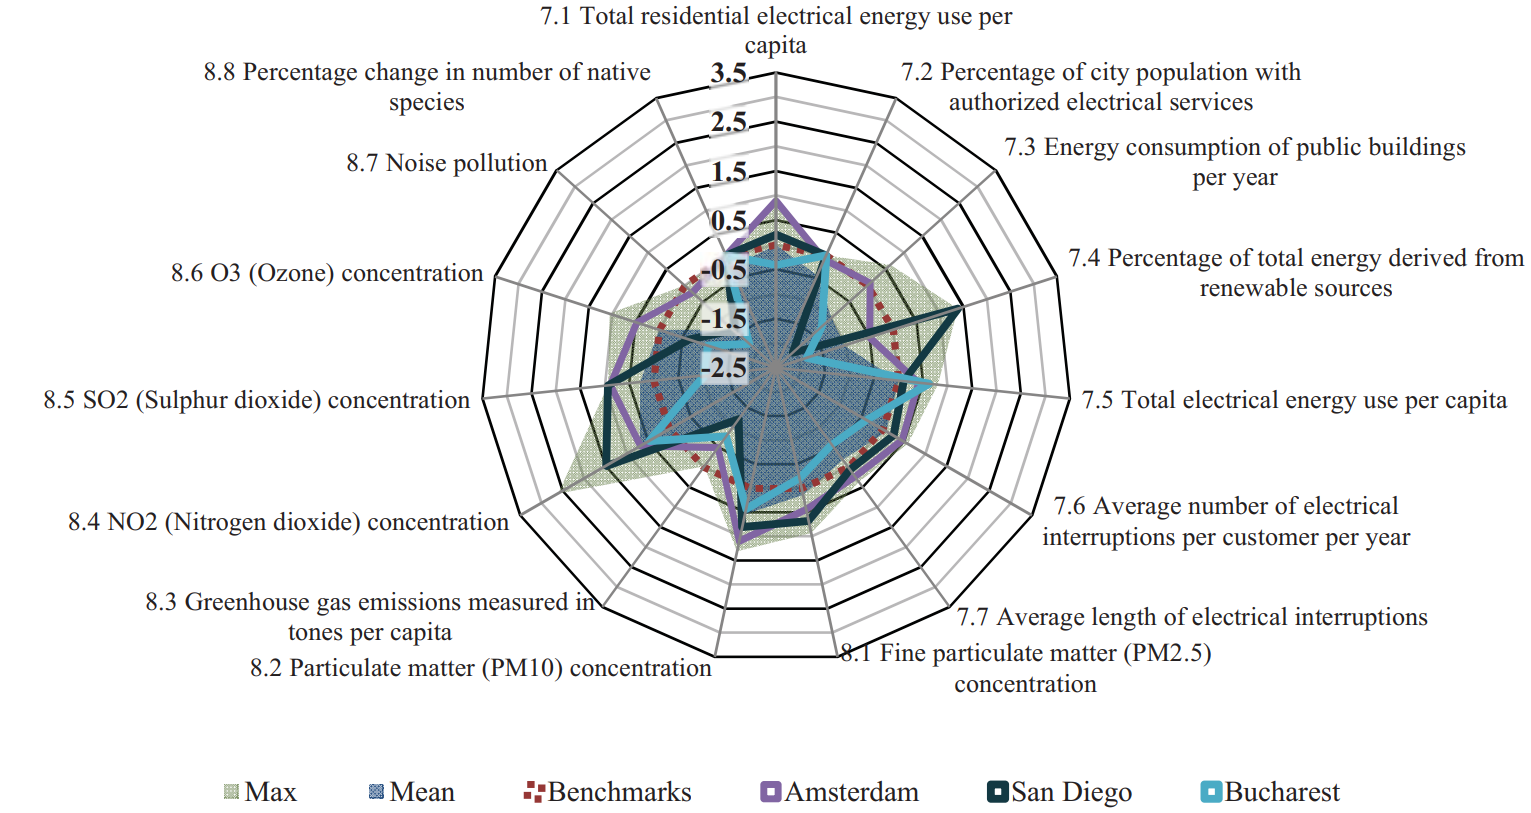 7.1 Total residential electrical energy use per
capita
8.8 Percentage change in number of native
species
7.2 Percentage of city population with
authorized electrical services
3.5
2.5
1.5
0.5
-0.5
-1.5
-2.5
8.7 Noise pollution
7.3 Energy consumption of public buildings
per year
8.6 O3 (Ozone) concentration
7.4 Percentage of total energy derived from
renewable sources
8.5 SO2 (Sulphur dioxide) concentration
7.5 Total electrical energy use per capita
8.4 NO2 (Nitrogen dioxide) concentration
7.6 Average number of electrical
interruptions per customer per year
8.3 Greenhouse gas emissions measured in
tones per capita
7.7 Average length of electrical interruptions
8.2 Particulate matter (PM10) concentration
8.1 Fine particulate matter (PM2.5)
concentration
Max
Mean
Benchmarks
Amsterdam
San Diego
Bucharest